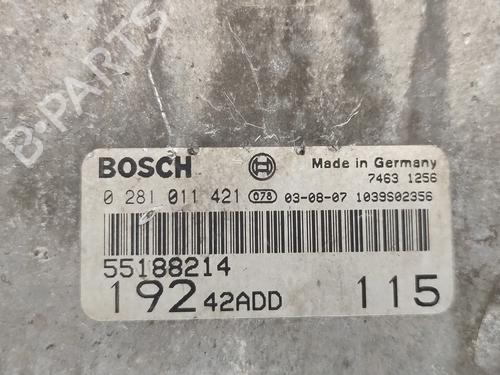 B-PARTS
BOSCH Made in Germany
7463 1256
0 281 011 421 078 03-08-07 1039S02356
55188214
192 42ADD 115